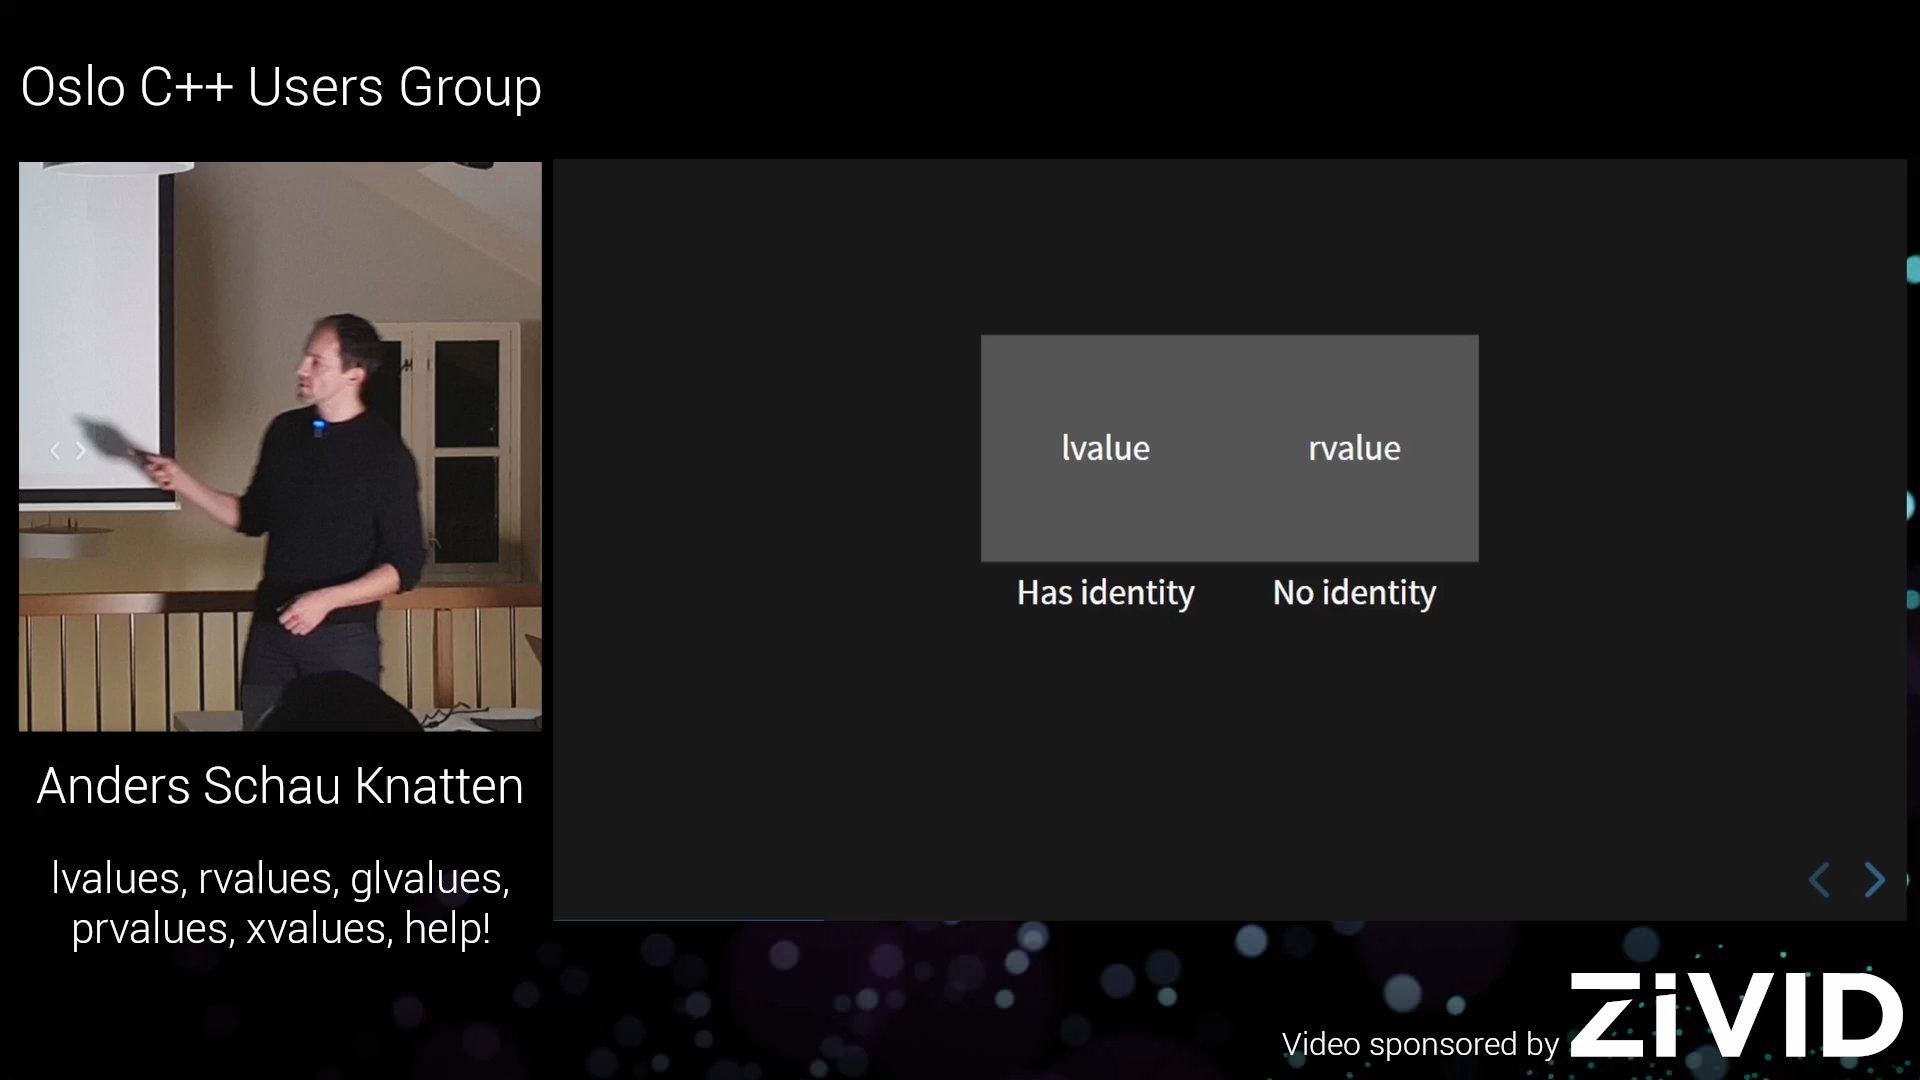 Oslo C++ Users Group
lvalue rvalue
Has identity No identity
Anders Schau Knatten
lvalues, rvalues, glvalues,
prvalues, xvalues, help!
Video sponsored by ZiVID